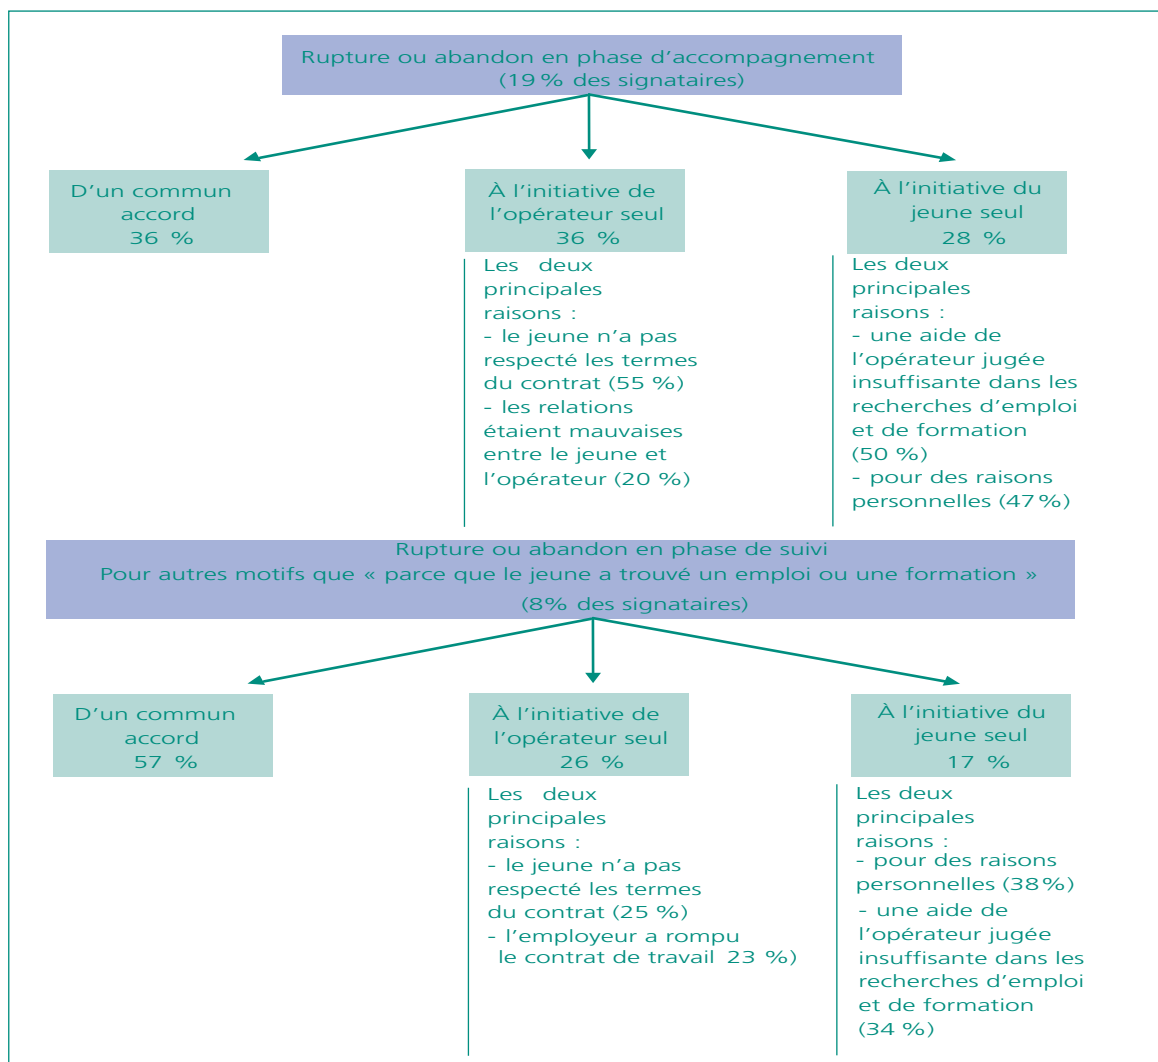 Rupture ou abandon en phase d’accompagnement
(19 % des signataires)
D’un commun
accord
36 %
À l’initiative de
l’opérateur seul
36 %
Les deux
principales
raisons :
- le jeune n’a pas
respecté les termes
du contrat (55 %)
- les relations
étaient mauvaises
entre le jeune et
l’opérateur (20 %)
À l’initiative du
jeune seul
28 %
Les deux
principales
raisons :
- une aide de
l’opérateur jugée
insuffisante dans les
recherches d’emploi
et de formation
(50 %)
- pour des raisons
personnelles (47 %)
Rupture ou abandon en phase de suivi
Pour autres motifs que « parce que le jeune a trouvé un emploi ou une formation »
(8% des signataires)
D’un commun
accord
57 %
À l’initiative de
l’opérateur seul
26 %
Les deux
principales
raisons :
- le jeune n’a pas
respecté les termes
du contrat (25 %)
- l’employeur a rompu
le contrat de travail 23 %)
À l’initiative du
jeune seul
17 %
Les deux
principales
raisons :
- pour des raisons
personnelles (38%)
- une aide de
l’opérateur jugée
insuffisante dans les
recherches d’emploi
et de formation
(34 %)